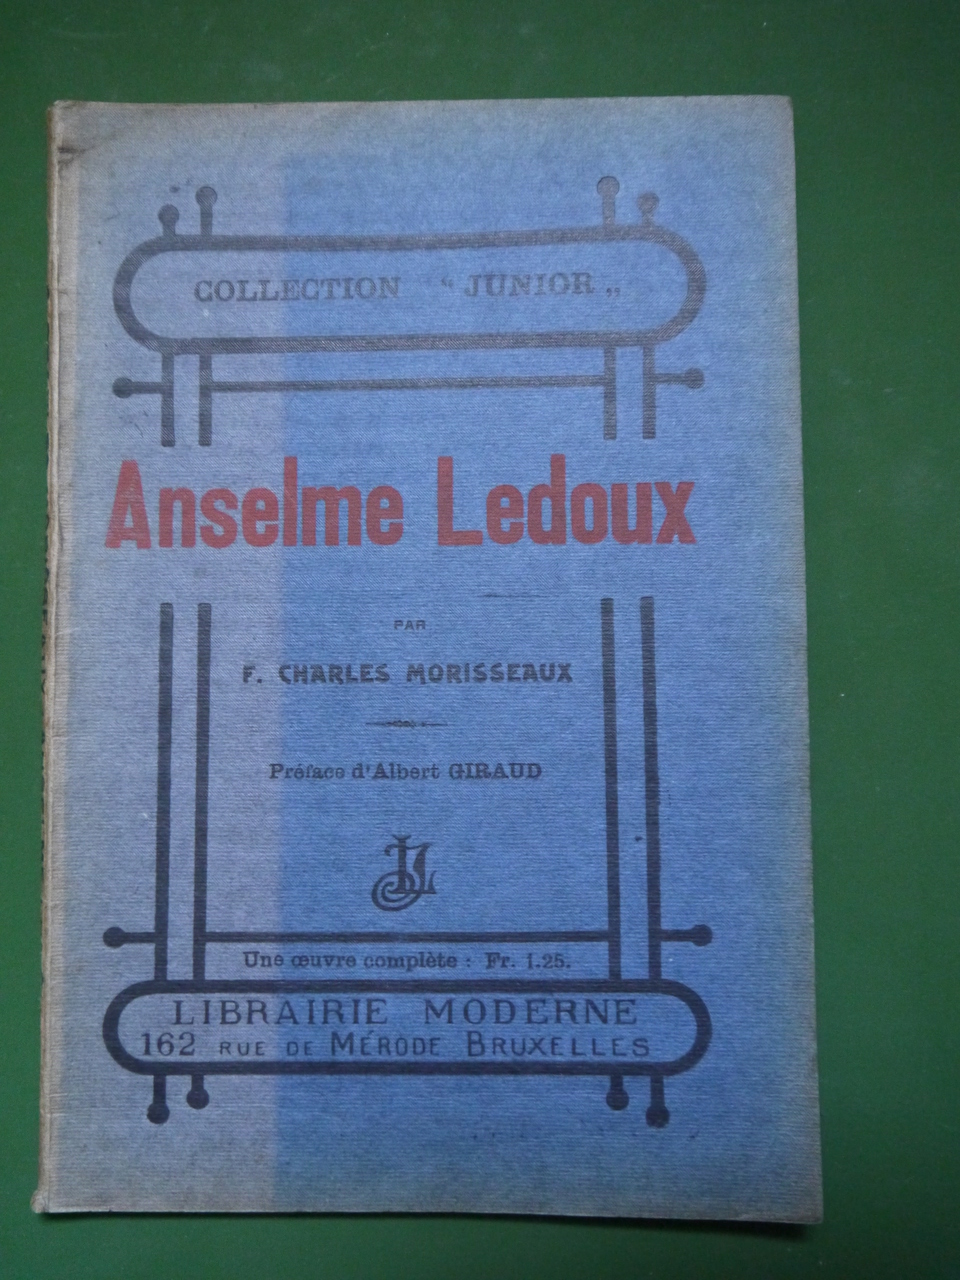 COLLECTION “ JUNIOR „
Anselme Ledoux
PAR
F. CHARLES MORISSEAUX
Préface d'Albert GIRAUD
Une œuvre complète : Fr. 1.25.
LIBRAIRIE MODERNE
162 RUE DE MÉRODE BRUXELLES